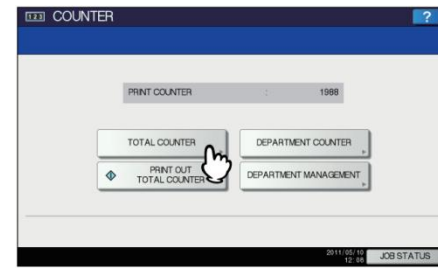 123 COUNTER ?
PRINT COUNTER : 1988
TOTAL COUNTER DEPARTMENT COUNTER
PRINT OUT
TOTAL COUNTER DEPARTMENT MANAGEMENT
2011/05/10
12:06 JOB STATUS